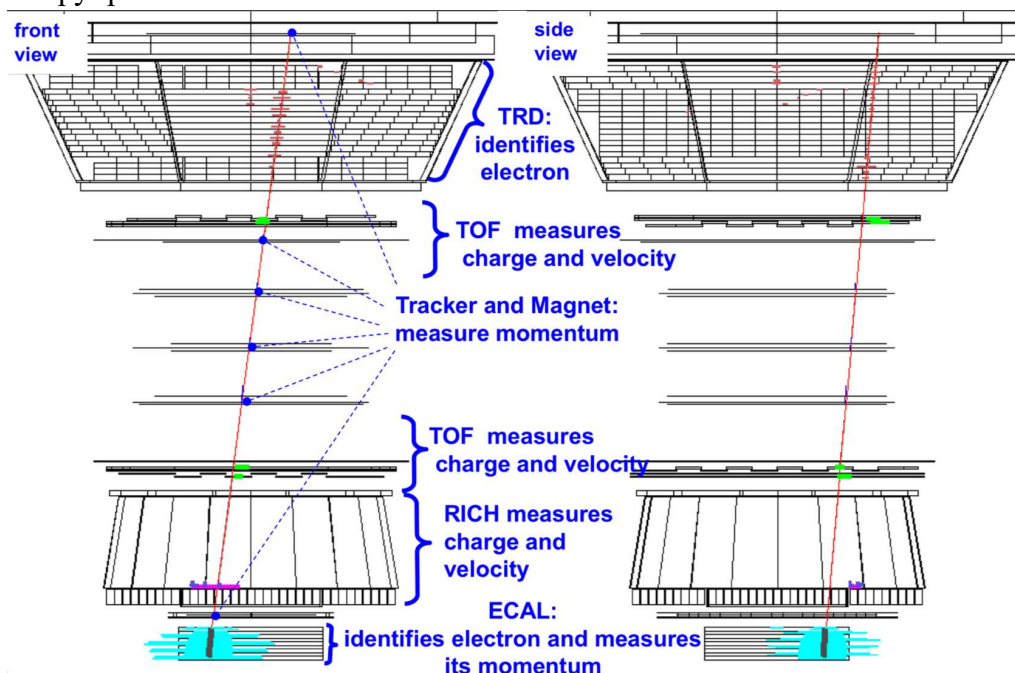 front
view
side
view
TRD:
identifies
electron
TOF measures
charge and velocity
Tracker and Magnet:
measure momentum
TOF measures
charge and velocity
RICH measures
charge and
velocity
ECAL:
identifies electron and measures
its momentum